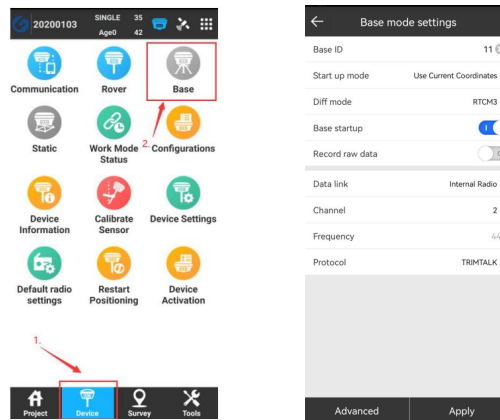 20200103
SINGLE 35
Age0 42
Communication Rover Base
2.
Static Work Mode Status Configurations
Device Information Calibrate Sensor Device Settings
Default radio settings Restart Positioning Device Activation
1.
Project Device Survey Tools
Base mode settings
Base ID 11
Start up mode Use Current Coordinates
Diff mode RTCM3
Base startup
Record raw data
Data link Internal Radio
Channel 2
Frequency
Protocol TRIMTALK
Advanced Apply